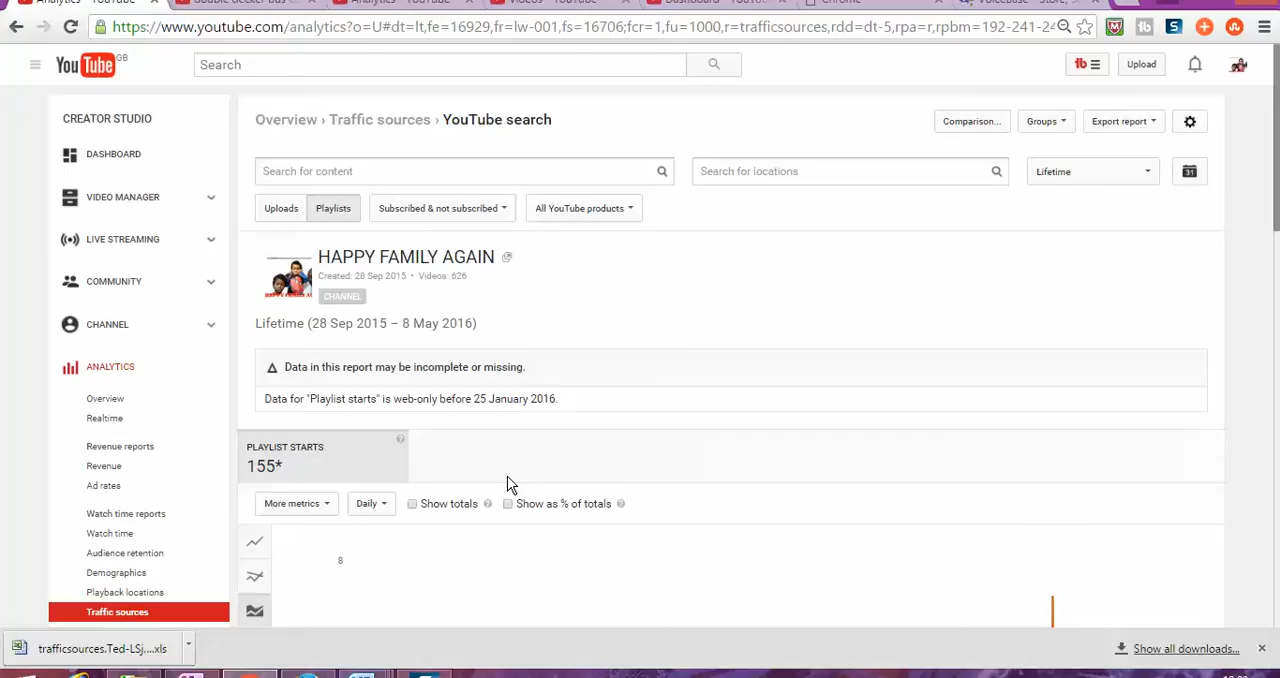 https://www.youtube.com/analytics?o=U#dt=lt,fe=16929,fr=lw-001,fs=16706;fcr=1,fu=1000,r=trafficsources,rdd=dt-5,rpa=r,rpbm=192-241-24
YouTube GB
Search
Upload
CREATOR STUDIO
DASHBOARD
VIDEO MANAGER
LIVE STREAMING
COMMUNITY
CHANNEL
ANALYTICS
Overview
Realtime
Revenue reports
Revenue
Ad rates
Watch time reports
Watch time
Audience retention
Demographics
Playback locations
Traffic sources
Overview › Traffic sources › YouTube search
Comparison... Groups Export report
Search for content Search for locations Lifetime 31
Uploads Playlists Subscribed & not subscribed All YouTube products
HAPPY FAMILY AGAIN
Created: 28 Sep 2015 • Videos: 626
CHANNEL
Lifetime (28 Sep 2015 – 8 May 2016)
Data in this report may be incomplete or missing.
Data for "Playlist starts" is web-only before 25 January 2016.
PLAYLIST STARTS ?
155*
More metrics Daily Show totals ? Show as % of totals ?
8
trafficsources.Ted-LSj....xls
Show all downloads...